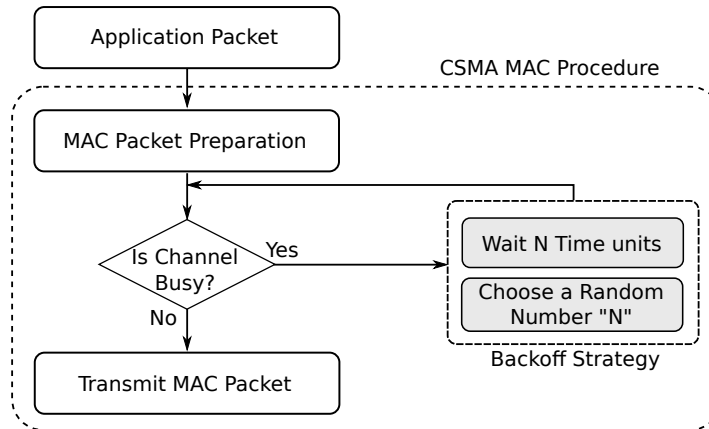 Application Packet
CSMA MAC Procedure
MAC Packet Preparation
Is Channel
Busy?
Yes
No
Wait N Time units
Choose a Random
Number "N"
Backoff Strategy
Transmit MAC Packet